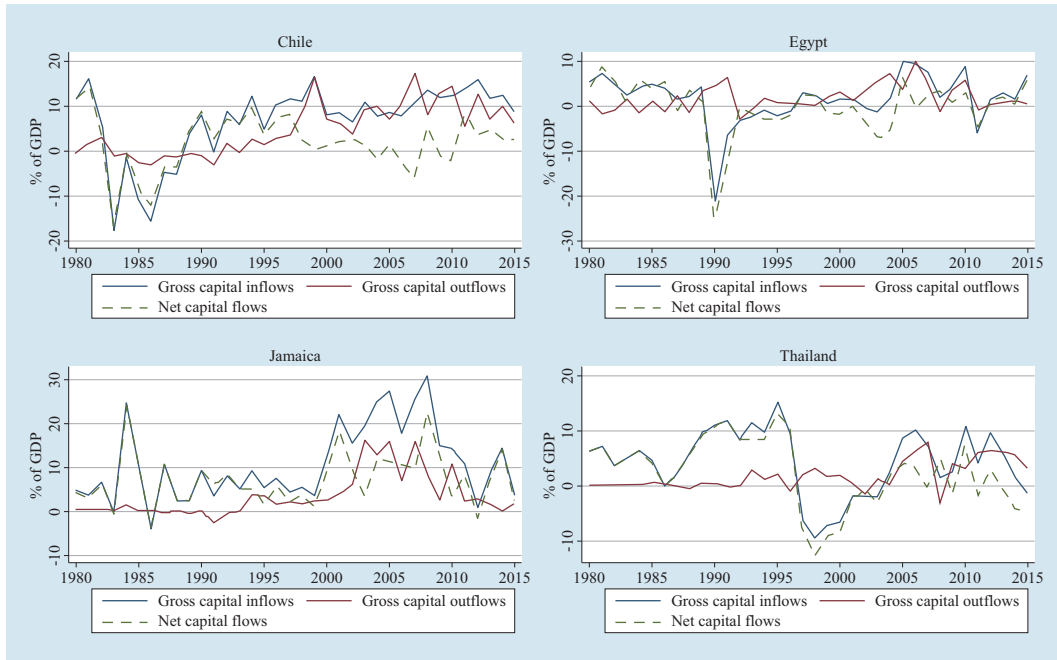 Chile
% of GDP
20
10
0
-10
-20
1980 1985 1990 1995 2000 2005 2010 2015
Gross capital inflows Gross capital outflows
Net capital flows
Egypt
% of GDP
10
0
-10
-20
-30
1980 1985 1990 1995 2000 2005 2010 2015
Gross capital inflows Gross capital outflows
Net capital flows
Jamaica
% of GDP
30
20
10
0
-10
1980 1985 1990 1995 2000 2005 2010 2015
Gross capital inflows Gross capital outflows
Net capital flows
Thailand
% of GDP
20
10
0
-10
1980 1985 1990 1995 2000 2005 2010 2015
Gross capital inflows Gross capital outflows
Net capital flows